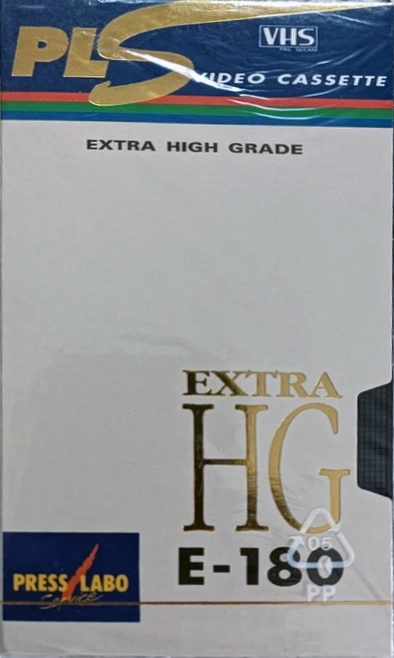 PLS
VHS
PAL SECAM
VIDEO CASSETTE
EXTRA HIGH GRADE
EXTRA
HG
E-180
05
PP
PRESS LABO
Service